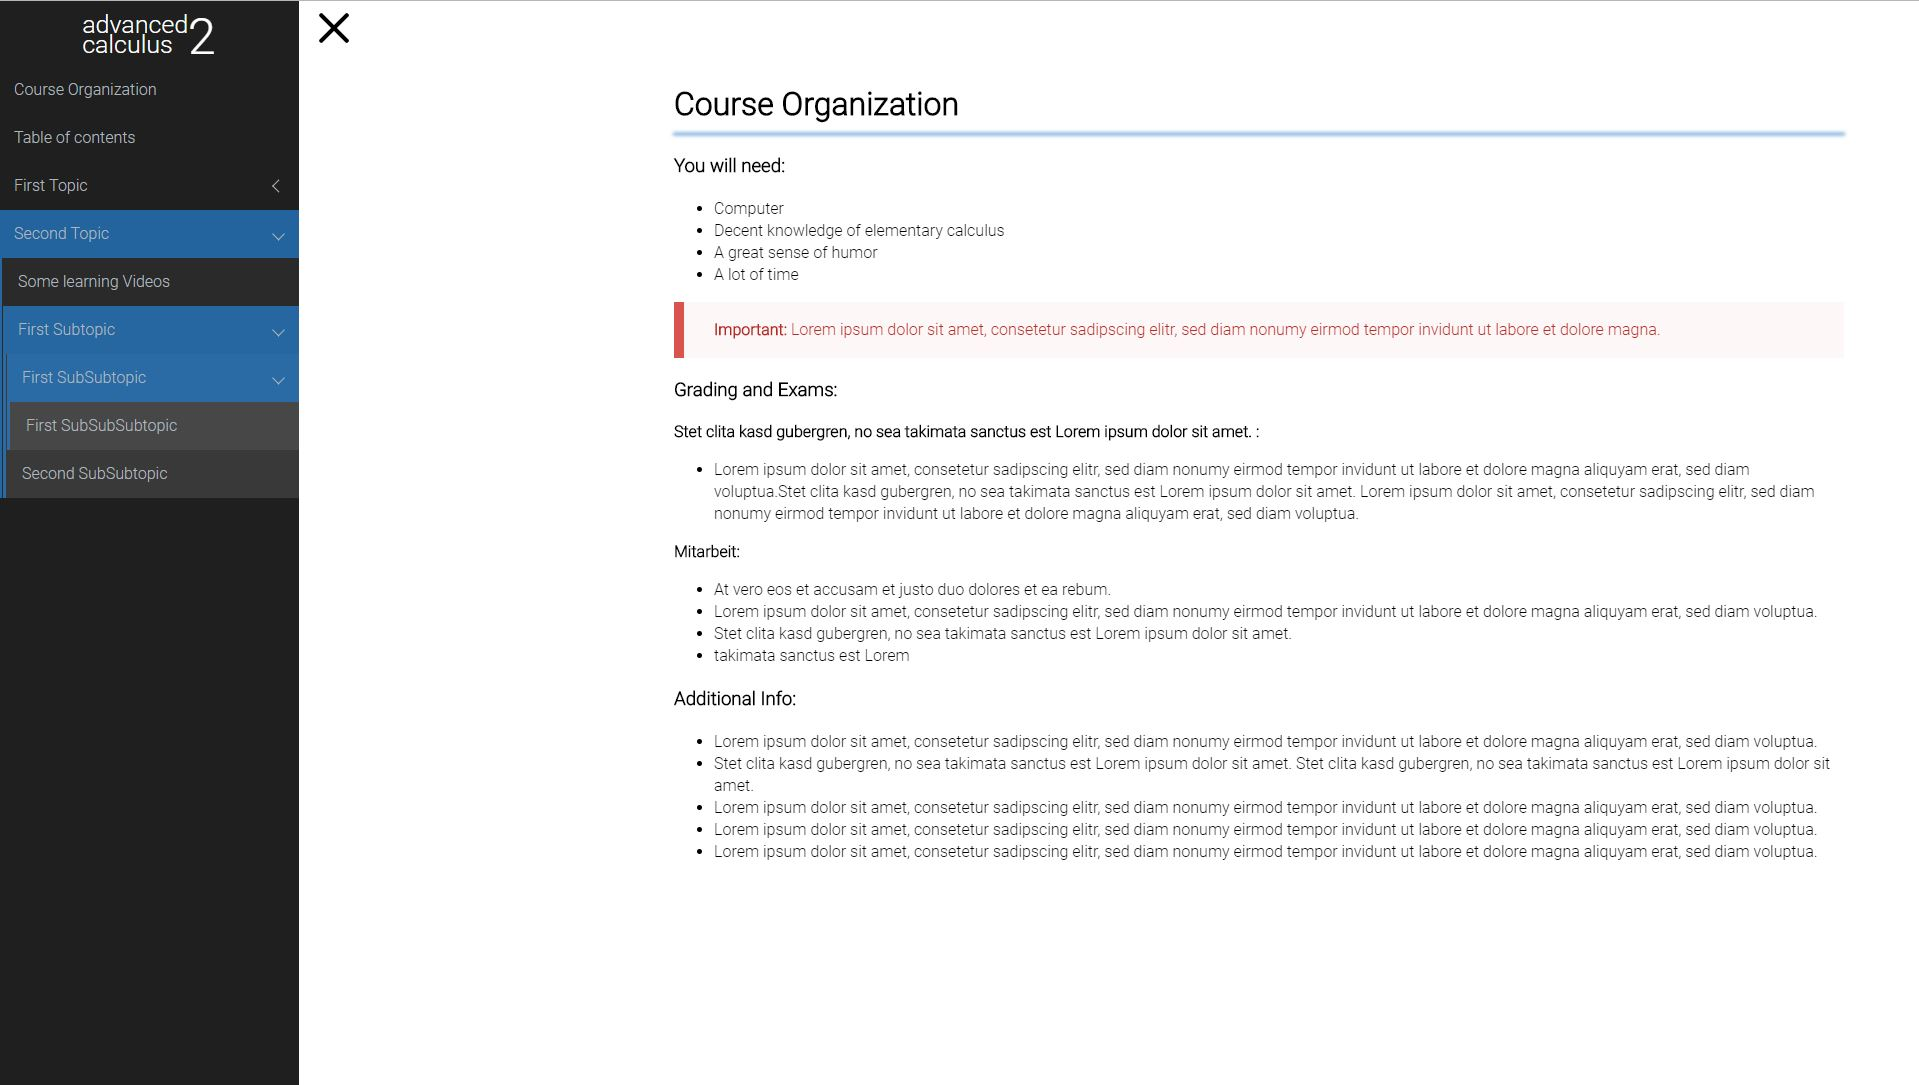 advanced
calculus 2
Course Organization
Table of contents
First Topic
Second Topic
Some learning Videos
First Subtopic
First SubSubtopic
First SubSubSubtopic
Second SubSubtopic
Course Organization
You will need:
Computer
Decent knowledge of elementary calculus
A great sense of humor
A lot of time
Important: Lorem ipsum dolor sit amet, consetetur sadipscing elitr, sed diam nonumy eirmod tempor invidunt ut labore et dolore magna.
Grading and Exams:
Stet clita kasd gubergren, no sea takimata sanctus est Lorem ipsum dolor sit amet. :
Lorem ipsum dolor sit amet, consetetur sadipscing elitr, sed diam nonumy eirmod tempor invidunt ut labore et dolore magna aliquyam erat, sed diam
voluptua.Stet clita kasd gubergren, no sea takimata sanctus est Lorem ipsum dolor sit amet. Lorem ipsum dolor sit amet, consetetur sadipscing elitr, sed diam
nonumy eirmod tempor invidunt ut labore et dolore magna aliquyam erat, sed diam voluptua.
Mitarbeit:
At vero eos et accusam et justo duo dolores et ea rebum.
Lorem ipsum dolor sit amet, consetetur sadipscing elitr, sed diam nonumy eirmod tempor invidunt ut labore et dolore magna aliquyam erat, sed diam voluptua.
Stet clita kasd gubergren, no sea takimata sanctus est Lorem ipsum dolor sit amet.
takimata sanctus est Lorem
Additional Info:
Lorem ipsum dolor sit amet, consetetur sadipscing elitr, sed diam nonumy eirmod tempor invidunt ut labore et dolore magna aliquyam erat, sed diam voluptua.
Stet clita kasd gubergren, no sea takimata sanctus est Lorem ipsum dolor sit amet. Stet clita kasd gubergren, no sea takimata sanctus est Lorem ipsum dolor sit
amet.
Lorem ipsum dolor sit amet, consetetur sadipscing elitr, sed diam nonumy eirmod tempor invidunt ut labore et dolore magna aliquyam erat, sed diam voluptua.
Lorem ipsum dolor sit amet, consetetur sadipscing elitr, sed diam nonumy eirmod tempor invidunt ut labore et dolore magna aliquyam erat, sed diam voluptua.
Lorem ipsum dolor sit amet, consetetur sadipscing elitr, sed diam nonumy eirmod tempor invidunt ut labore et dolore magna aliquyam erat, sed diam voluptua.